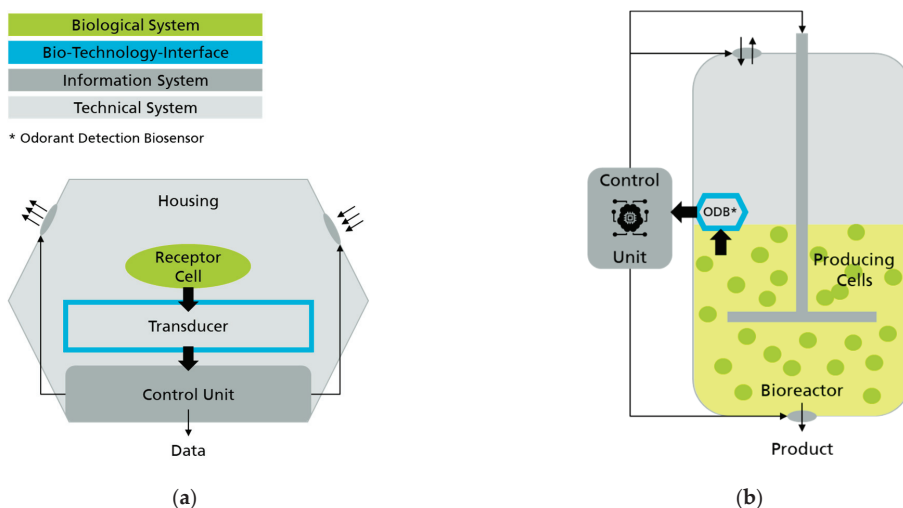 Biological System
Bio-Technology-Interface
Information System
Technical System
* Odorant Detection Biosensor
Housing
Receptor
Cell
Transducer
Control Unit
Data
(a)
Control
Unit
ODB*
Producing
Cells
Bioreactor
Product
(b)